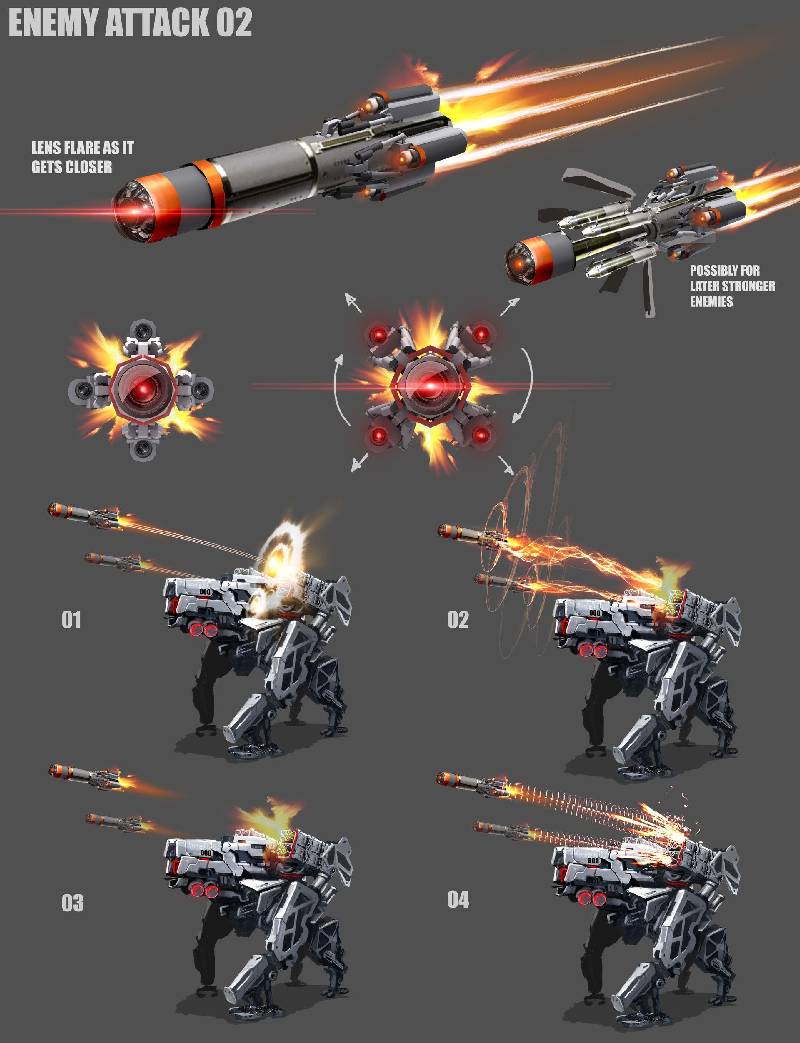 ENEMY ATTACK 02
LENS FLARE AS IT
GETS CLOSER
POSSIBLY FOR
LATER STRONGER
ENEMIES
01
02
03
04